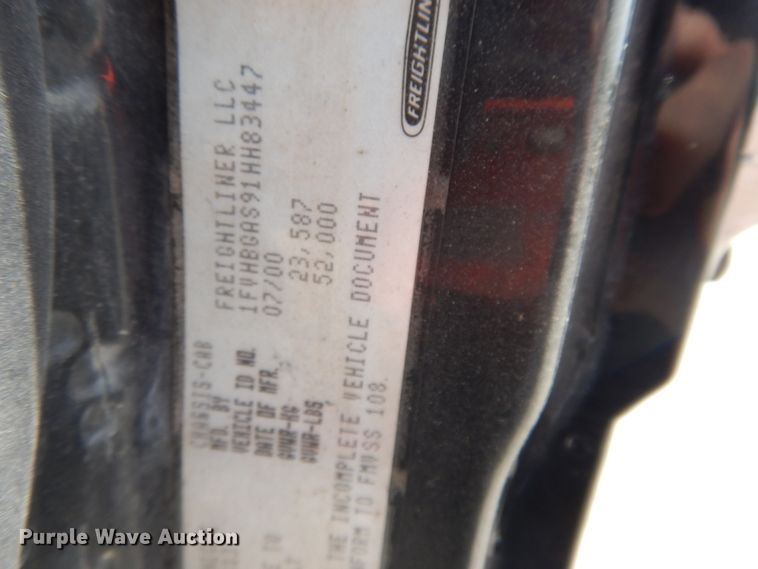 CHASSIS-CAB
MFD. BY FREIGHTLINER LLC
VEHICLE ID NO. 1FVHBGAS91HH83447
DATE OF MFR. 07/00
GVWR-KG 23,587
GVWR-LBS 52,000
THE INCOMPLETE VEHICLE DOCUMENT
TO FMVSS 108.
FREIGHTLIN
Purple Wave Auction